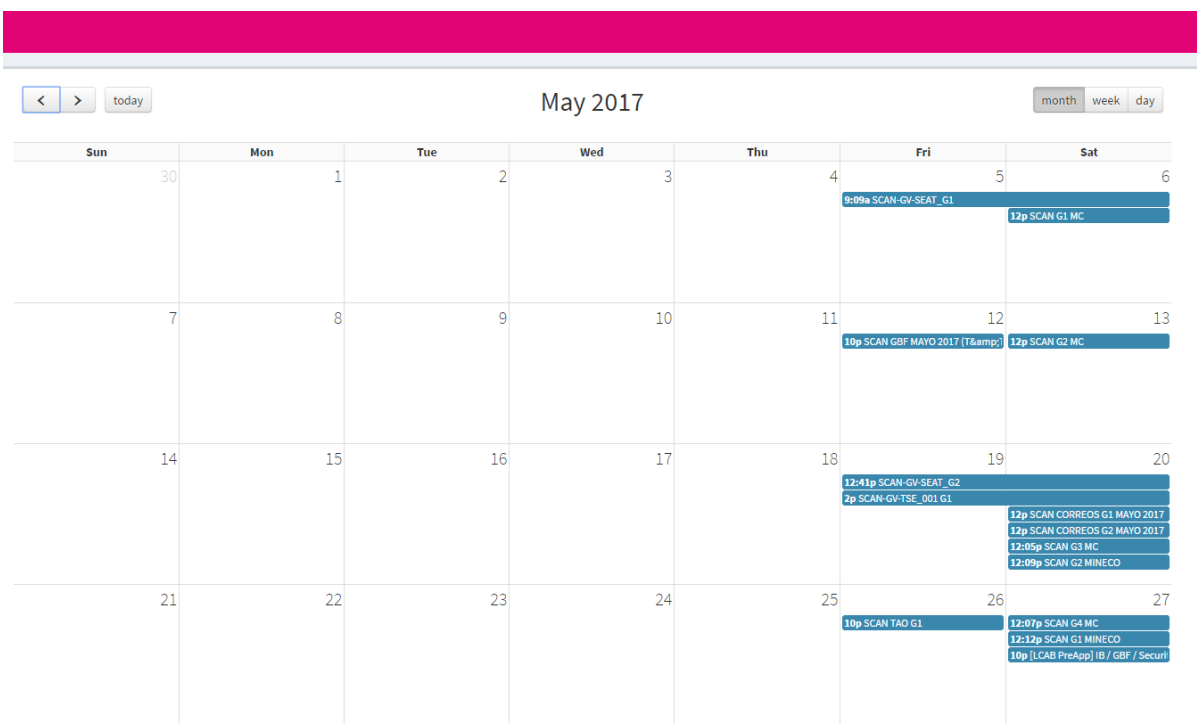 < > today
May 2017
month week day
Sun Mon Tue Wed Thu Fri Sat
30 1 2 3 4 5 6
9:09a SCAN-GV-SEAT_G1
12p SCAN G1 MC
7 8 9 10 11 12 13
10p SCAN GBF MAYO 2017 (T&amp;T 12p SCAN G2 MC
14 15 16 17 18 19 20
12:41p SCAN-GV-SEAT_G2
2p SCAN-GV-TSE_001 G1
12p SCAN CORREOS G1 MAYO 2017
12p SCAN CORREOS G2 MAYO 2017
12:05p SCAN G3 MC
12:09p SCAN G2 MINECO
21 22 23 24 25 26 27
10p SCAN TAO G1 12:07p SCAN G4 MC
12:12p SCAN G1 MINECO
10p [LCAB PreApp] IB / GBF / Securit